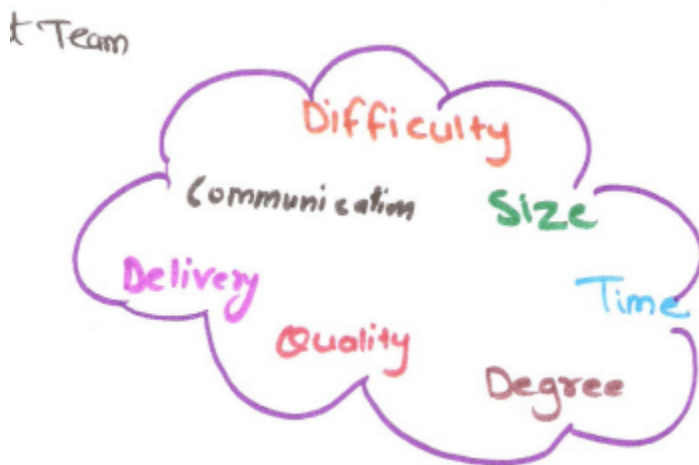 t Team
Difficulty
Communication
Size
Delivery
Time
Quality
Degree